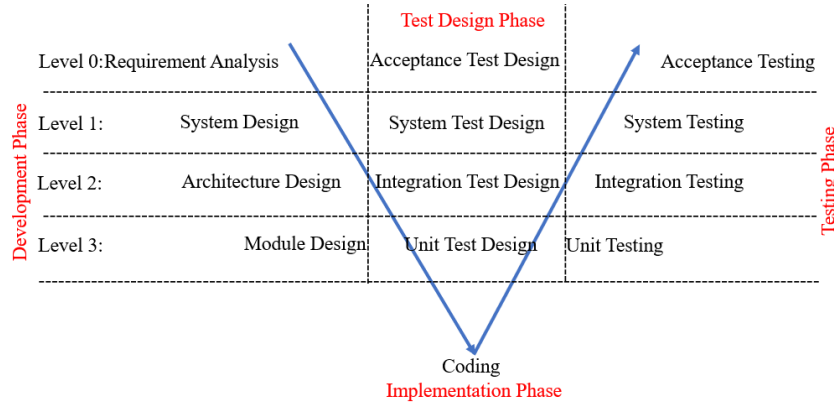 Test Design Phase
Level 0:Requirement Analysis Acceptance Test Design Acceptance Testing
Level 1: System Design System Test Design System Testing
Level 2: Architecture Design Integration Test Design Integration Testing
Level 3: Module Design Unit Test Design Unit Testing
Development Phase
Testing Phase
Coding
Implementation Phase